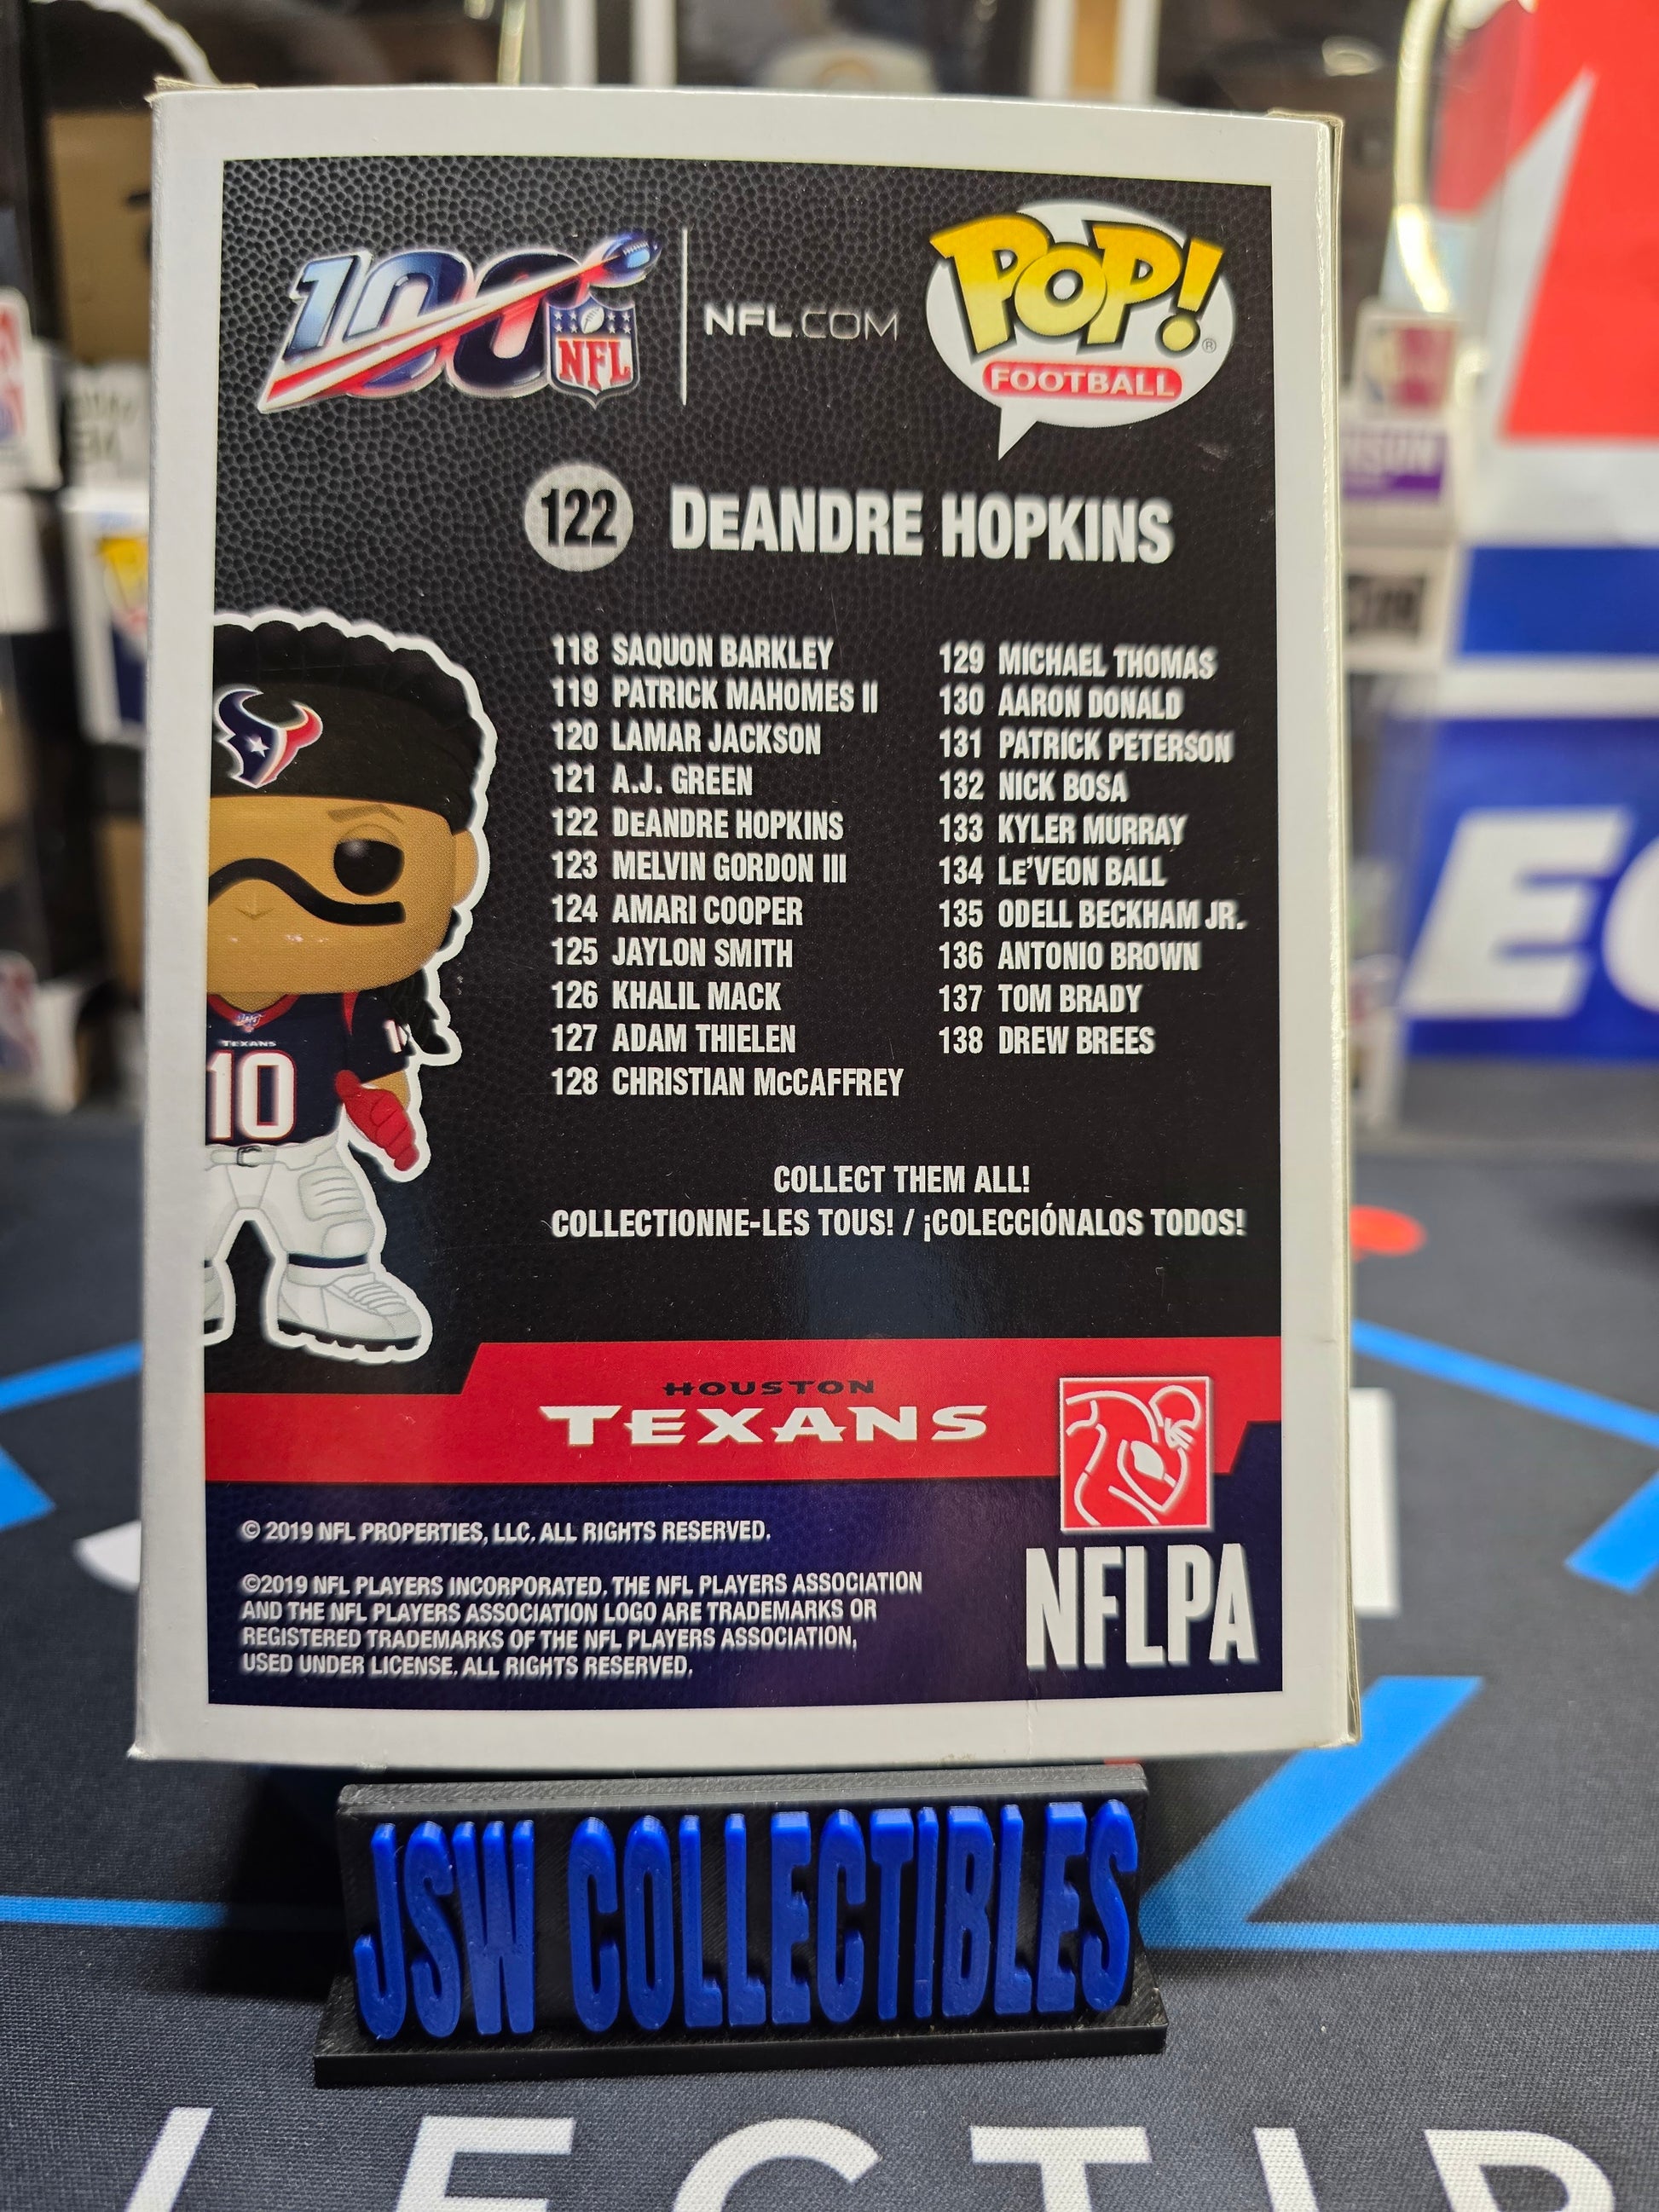 100
NFL
NFL.COM
POP!
®
FOOTBALL
122 DeANDRE HOPKINS
118 SAQUON BARKLEY
119 PATRICK MAHOMES II
120 LAMAR JACKSON
121 A.J. GREEN
122 DeANDRE HOPKINS
123 MELVIN GORDON III
124 AMARI COOPER
125 JAYLON SMITH
126 KHALIL MACK
127 ADAM THIELEN
128 CHRISTIAN McCAFFREY
129 MICHAEL THOMAS
130 AARON DONALD
131 PATRICK PETERSON
132 NICK BOSA
133 KYLER MURRAY
134 Le'VEON BALL
135 ODELL BECKHAM JR.
136 ANTONIO BROWN
137 TOM BRADY
138 DREW BREES
TEXANS
10
COLLECT THEM ALL!
COLLECTIONNE-LES TOUS! / ¡COLECCIÓNALOS TODOS!
HOUSTON
TEXANS
© 2019 NFL PROPERTIES, LLC. ALL RIGHTS RESERVED.
©2019 NFL PLAYERS INCORPORATED. THE NFL PLAYERS ASSOCIATION
AND THE NFL PLAYERS ASSOCIATION LOGO ARE TRADEMARKS OR
REGISTERED TRADEMARKS OF THE NFL PLAYERS ASSOCIATION,
USED UNDER LICENSE. ALL RIGHTS RESERVED.
NFLPA
JSW COLLECTIBLES